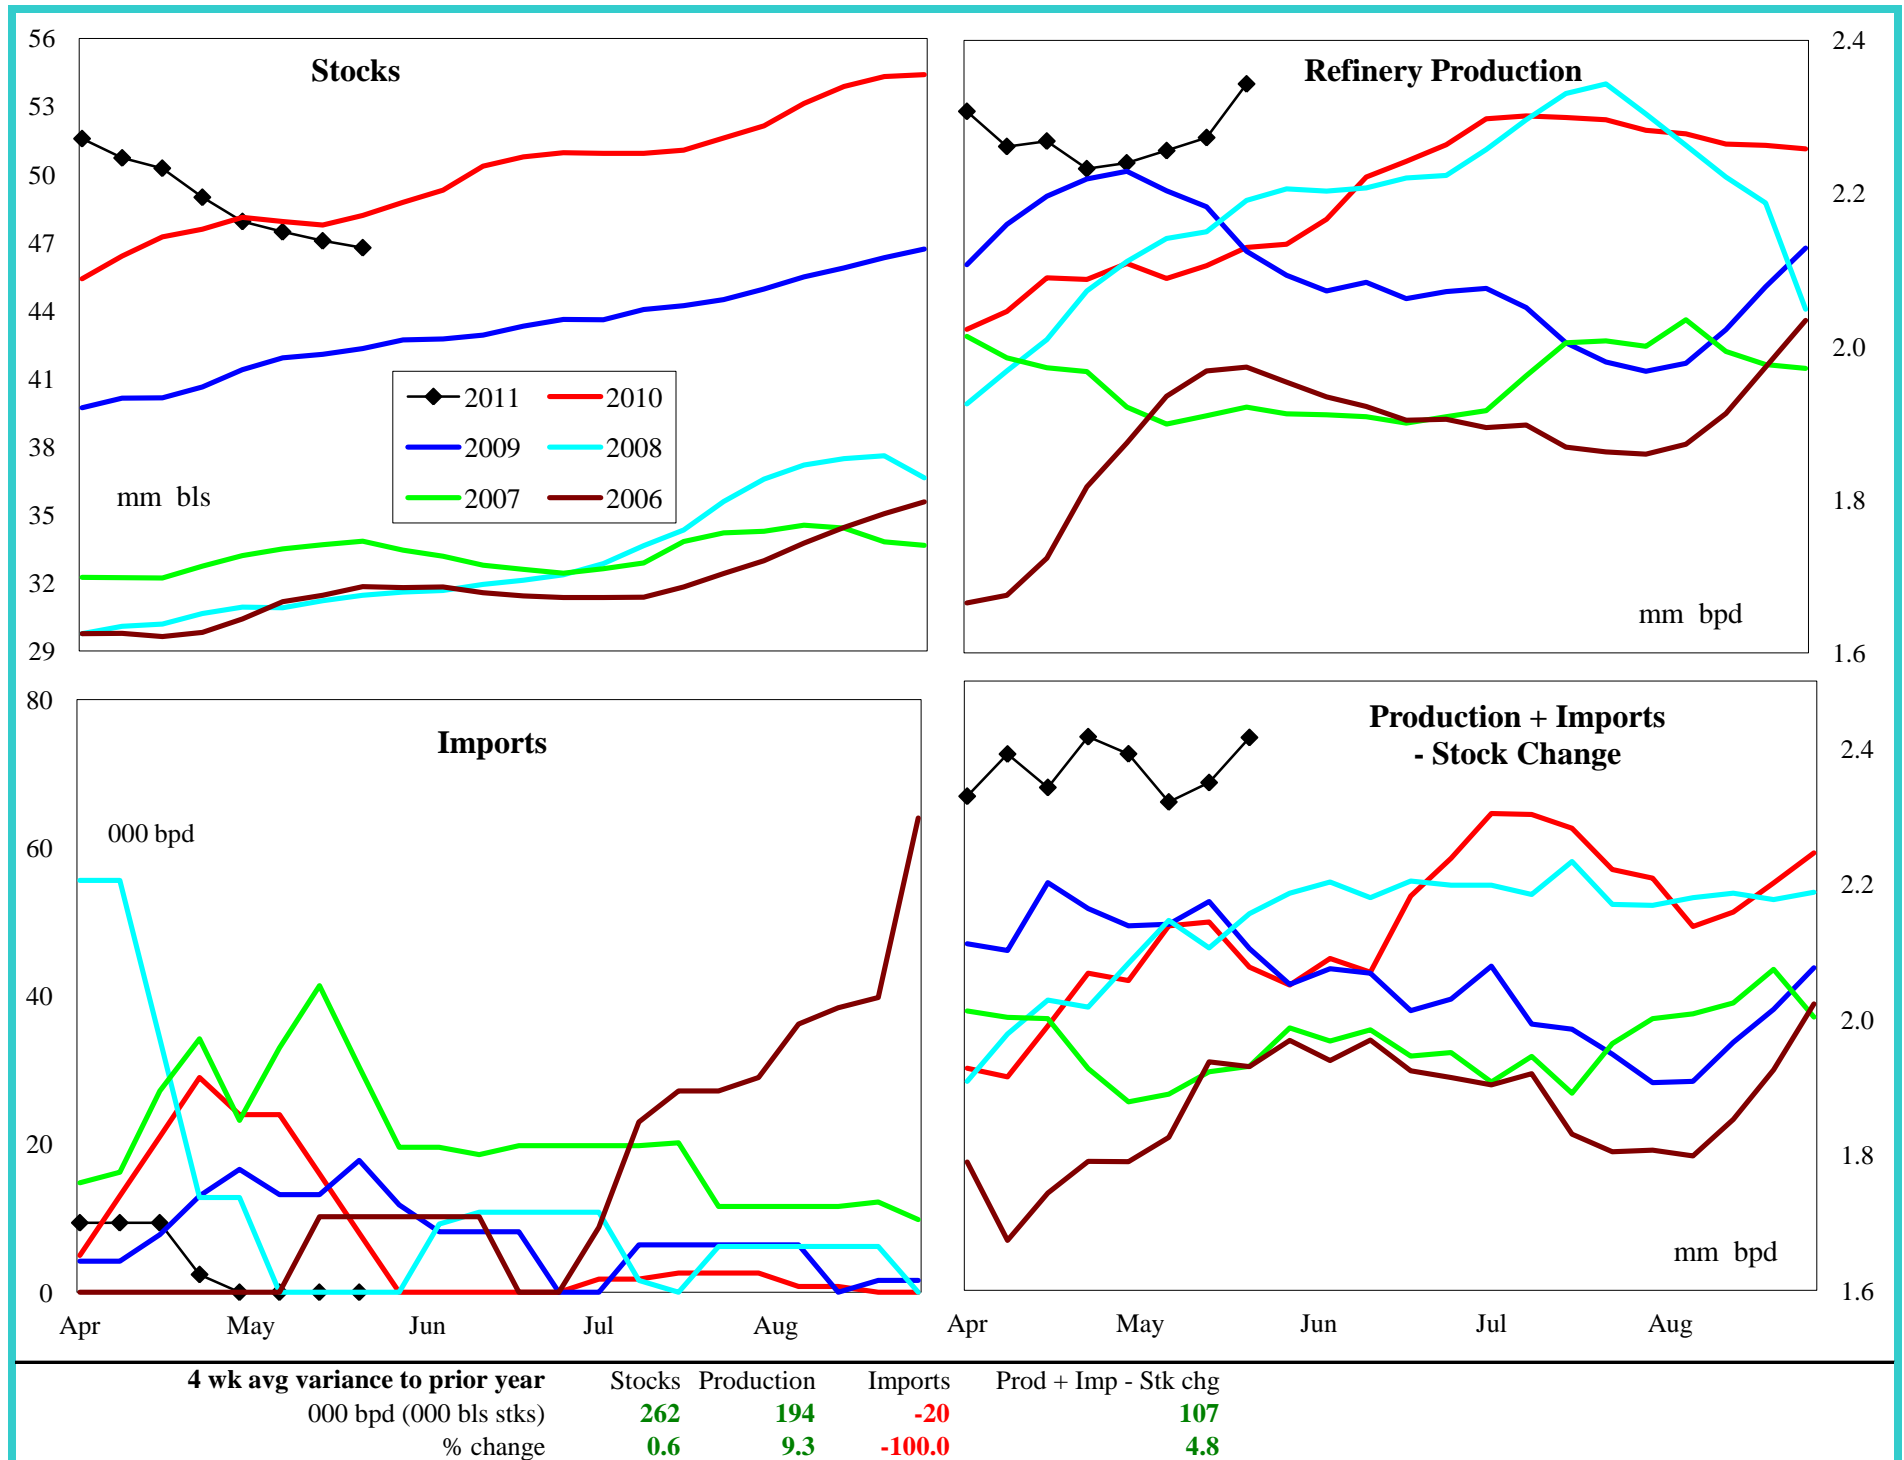 Stocks
56
53
50
47
44
41
38
35
32
29
mm bls
2011
2010
2009
2008
2007
2006
Refinery Production
2.4
2.2
2.0
1.8
1.6
mm bpd
Imports
80
60
40
20
0
000 bpd
Apr May Jun Jul Aug
Production + Imports
- Stock Change
2.4
2.2
2.0
1.8
1.6
mm bpd
Apr May Jun Jul Aug
4 wk avg variance to prior year Stocks Production Imports Prod + Imp - Stk chg
000 bpd (000 bls stks) 262 194 -20 107
% change 0.6 9.3 -100.0 4.8